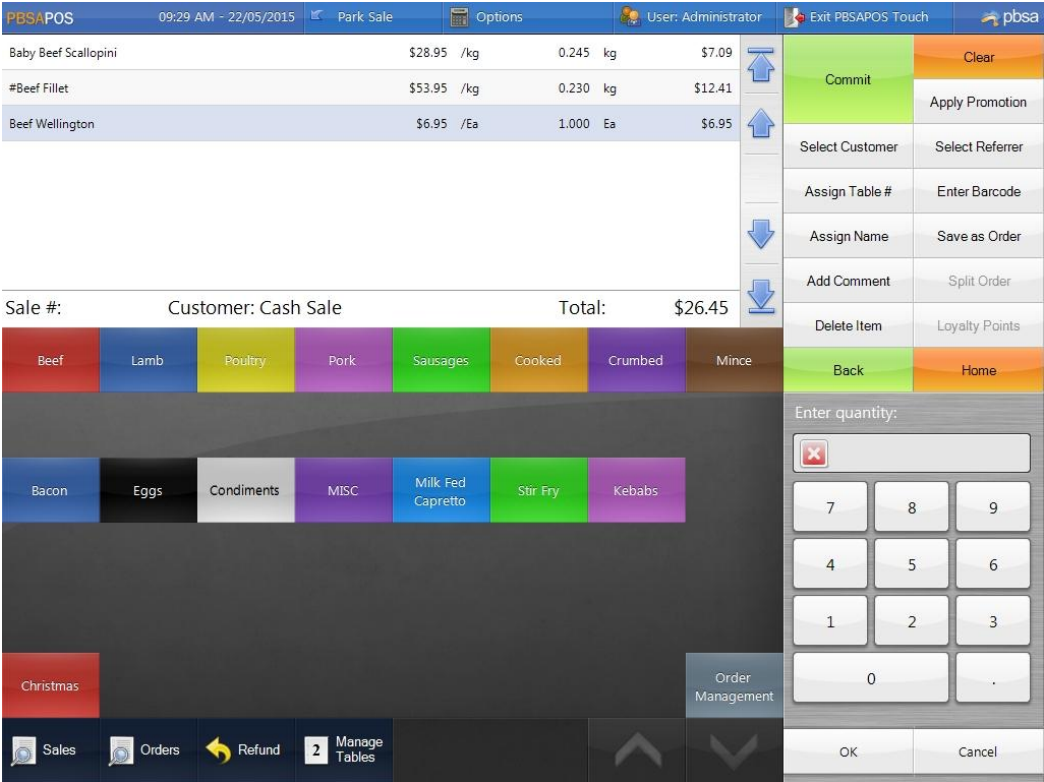 PBSAPOS 09:29 AM - 22/05/2015 Park Sale Options User: Administrator Exit PBSAPOS Touch pbsa
Baby Beef Scallopini $28.95 /kg 0.245 kg $7.09
#Beef Fillet $53.95 /kg 0.230 kg $12.41
Beef Wellington $6.95 /Ea 1.000 Ea $6.95
Sale #: Customer: Cash Sale Total: $26.45
Commit Clear
Apply Promotion
Select Customer Select Referrer
Assign Table # Enter Barcode
Assign Name Save as Order
Add Comment Split Order
Delete Item Loyalty Points
Back Home
Beef Lamb Poultry Pork Sausages Cooked Crumbed Mince
Bacon Eggs Condiments MISC Milk Fed Stir Fry Kebabs
Capretto
Christmas Order
Management
Sales Orders Refund 2 Manage
Tables
Enter quantity:
7 8 9
4 5 6
1 2 3
0 .
OK Cancel